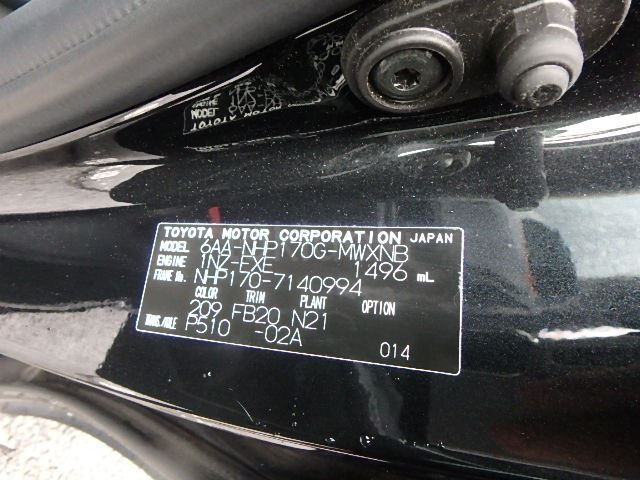 TOYOTA MOTOR CORPORATION JAPAN
MODEL 6AA-NHP170G-MWXNB
ENGINE 1NZ-FXE 1496 mL
FRAME No. NHP170-7140994
COLOR TRIM PLANT OPTION
209 FB20 N21
TRANS./AXLE P510 -02A
014